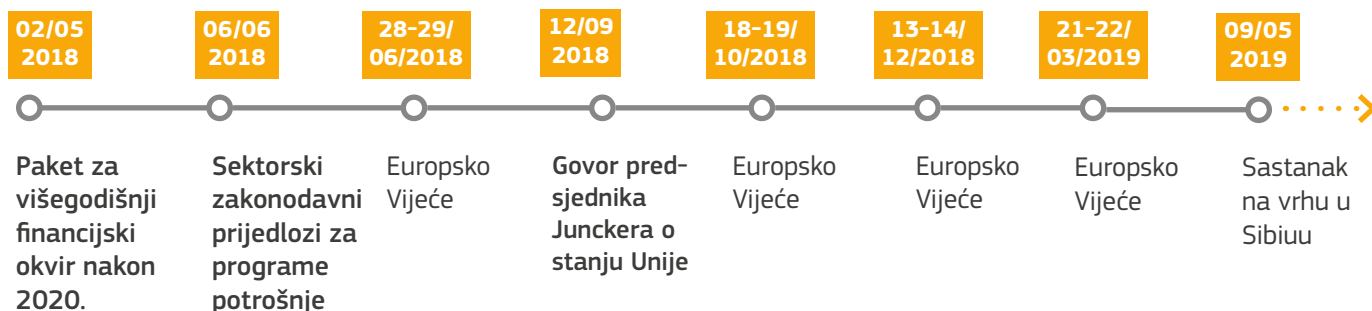 02/05
2018
06/06
2018
28-29/
06/2018
12/09
2018
18-19/
10/2018
13-14/
12/2018
21-22/
03/2019
09/05
2019
Paket za
višegodišnji
financijski
okvir nakon
2020.
Sektorski
zakonodavni
prijedlozi za
programe
potrošnje
Europsko
Vijeće
Govor pred-
sjednika
Junckera o
stanju Unije
Europsko
Vijeće
Europsko
Vijeće
Europsko
Vijeće
Sastanak
na vrhu u
Sibiuu